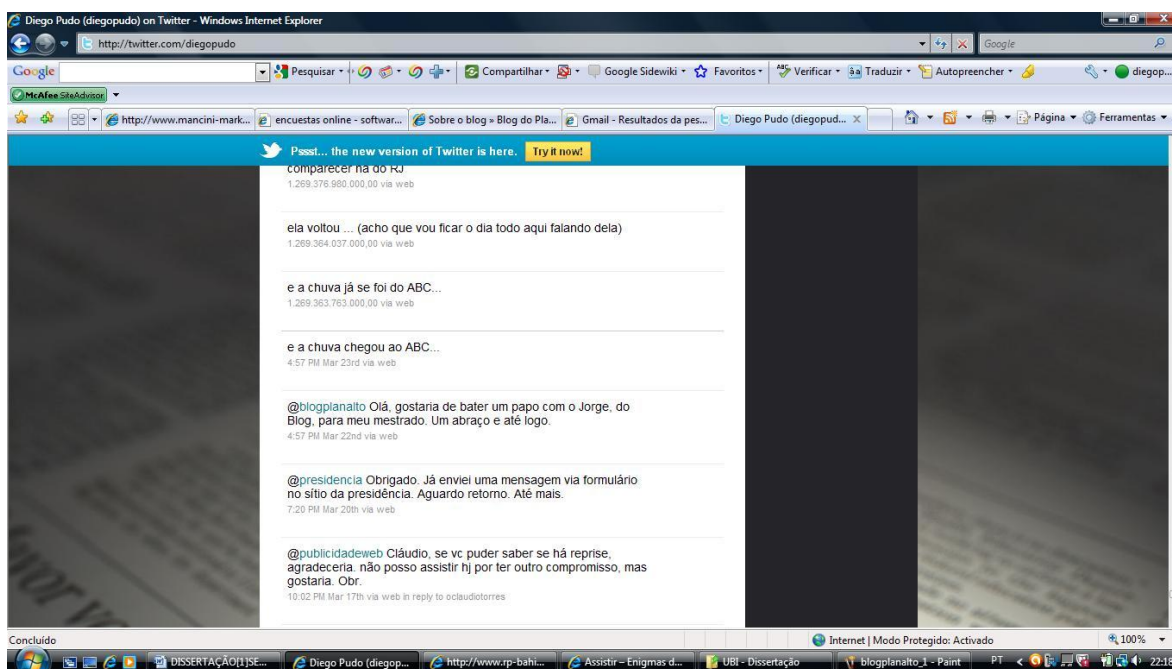 Diego Pudo (diegopudo) on Twitter - Windows Internet Explorer
http://twitter.com/diegopudo
Google
Google
Pesquisar
Compartilhar
Google Sidewiki
Favoritos
Verificar
Traduzir
Autopreencher
diegop...
McAfee SiteAdvisor
http://www.mancini-mark...
encuestas online - softwar...
Sobre o blog » Blog do Pla...
Gmail - Resultados da pes...
Diego Pudo (diegopud...
Página
Ferramentas
Pssst... the new version of Twitter is here. Try it now!
comparecer na do RJ
1.269.376.980.000,00 via web
ela voltou ... (acho que vou ficar o dia todo aqui falando dela)
1.269.364.037.000,00 via web
e a chuva já se foi do ABC...
1.269.363.763.000,00 via web
e a chuva chegou ao ABC...
4:57 PM Mar 23rd via web
@blogplanalto Olá, gostaria de bater um papo com o Jorge, do
Blog, para meu mestrado. Um abraço e até logo.
4:57 PM Mar 22nd via web
@presidencia Obrigado. Já enviei uma mensagem via formulário
no sítio da presidência. Aguardo retorno. Até mais.
7:20 PM Mar 20th via web
@publicidadeweb Cláudio, se vc puder saber se há reprise,
agradeceria. não posso assistir hj por ter outro compromisso, mas
gostaria. Obr.
10:02 PM Mar 17th via web in reply to oclaudiotorres
Concluído
Internet | Modo Protegido: Activado
100%
DISSERTAÇÃO[1]SE...
Diego Pudo (diegop...
http://www.rp-bahi...
Assistir – Enigmas d...
UBI - Dissertação
blogplanalto_1 - Paint
PT